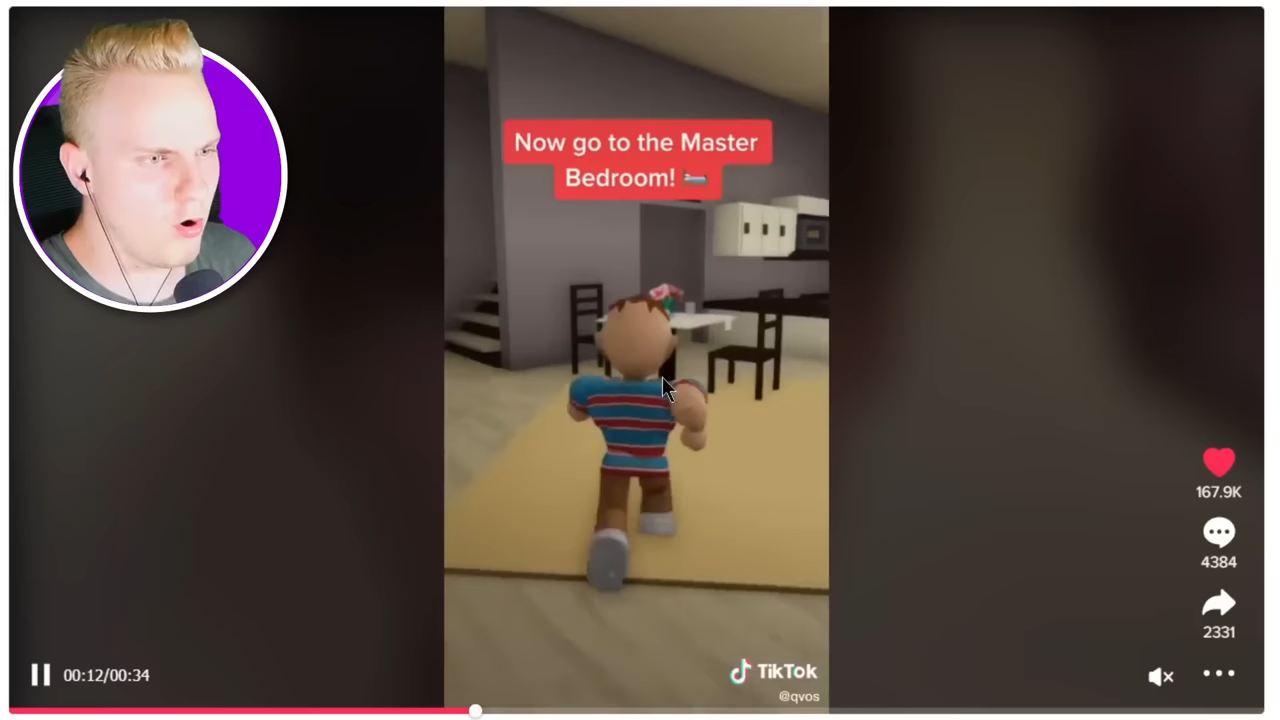 Now go to the Master
Bedroom! 🛏️
167.9K
4384
2331
00:12/00:34
TikTok
@qvos